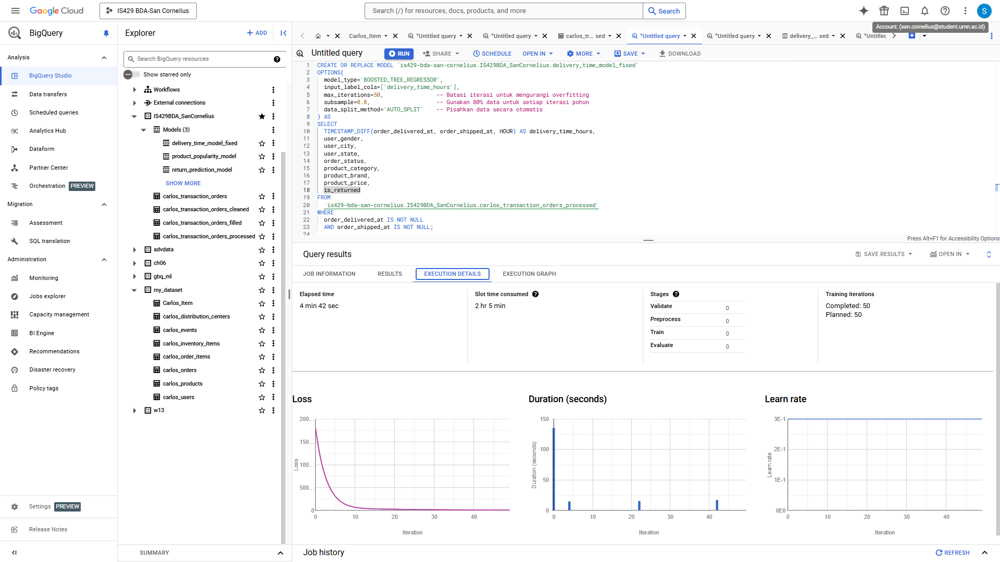 Google Cloud
IS429 BDA-San Cornelius
Search (/) for resources, docs, products, and more
Search
S
Account: (san.cornelius@student.umn.ac.id)
BigQuery
Analysis
BigQuery Studio
Data transfers
Scheduled queries
Analytics Hub
Dataform
Partner Center
Orchestration PREVIEW
Migration
Assessment
SQL translation
Administration
Monitoring
Jobs explorer
Capacity management
BI Engine
Recommendations
Disaster recovery
Policy tags
Settings PREVIEW
Release Notes
Explorer
+ ADD
Search BigQuery resources
Show starred only
Workflows
External connections
IS429BDA_SanCornelius
Models (3)
delivery_time_model_fixed
product_popularity_model
return_prediction_model
SHOW MORE
carlos_transaction_orders
carlos_transaction_orders_cleaned
carlos_transaction_orders_filled
carlos_transaction_orders_processed
advdata
ch06
gbq_ml
my_dataset
Carlos_Item
carlos_distribution_centers
carlos_events
carlos_inventory_items
carlos_order_items
carlos_orders
carlos_products
carlos_users
w13
SUMMARY
Carlos_Item
*Untitled query
*Untitled query
carlos_tr... sed
*Untitled query
*Untitled query
delivery_... xed
*Untitled
Untitled query
RUN
SHARE
SCHEDULE
OPEN IN
MORE
SAVE
DOWNLOAD
1 CREATE OR REPLACE MODEL `is429-bda-san-cornelius.IS429BDA_SanCornelius.delivery_time_model_fixed`
2 OPTIONS(
3 model_type='BOOSTED_TREE_REGRESSOR',
4 input_label_cols=['delivery_time_hours'],
5 max_iterations=50, -- Batasi iterasi untuk mengurangi overfitting
6 subsample=0.8, -- Gunakan 80% data untuk setiap iterasi pohon
7 data_split_method='AUTO_SPLIT' -- Pisahkan data secara otomatis
8 ) AS
9 SELECT
10 TIMESTAMP_DIFF(order_delivered_at, order_shipped_at, HOUR) AS delivery_time_hours,
11 user_gender,
12 user_city,
13 user_state,
14 order_status,
15 product_category,
16 product_brand,
17 product_price,
18 is_returned
19 FROM
20 `is429-bda-san-cornelius.IS429BDA_SanCornelius.carlos_transaction_orders_processed`
21 WHERE
22 order_delivered_at IS NOT NULL
23 AND order_shipped_at IS NOT NULL;
24
Press Alt+F1 for Accessibility Options
Query results
SAVE RESULTS
OPEN IN
JOB INFORMATION
RESULTS
EXECUTION DETAILS
EXECUTION GRAPH
Elapsed time
4 min 42 sec
Slot time consumed
2 hr 5 min
Stages
Validate 0
Preprocess 0
Train 0
Evaluate 0
Training iterations
Completed: 50
Planned: 50
Loss
200...
150...
100...
500...
0
Loss
0 10 20 30 40
Iteration
Duration (seconds)
150
100
50
0
Duration (seconds)
0 10 20 30 40
Iteration
Learn rate
3E-1
2E-1
1E-1
0E0
Learn rate
0 10 20 30 40
Iteration
Job history
REFRESH